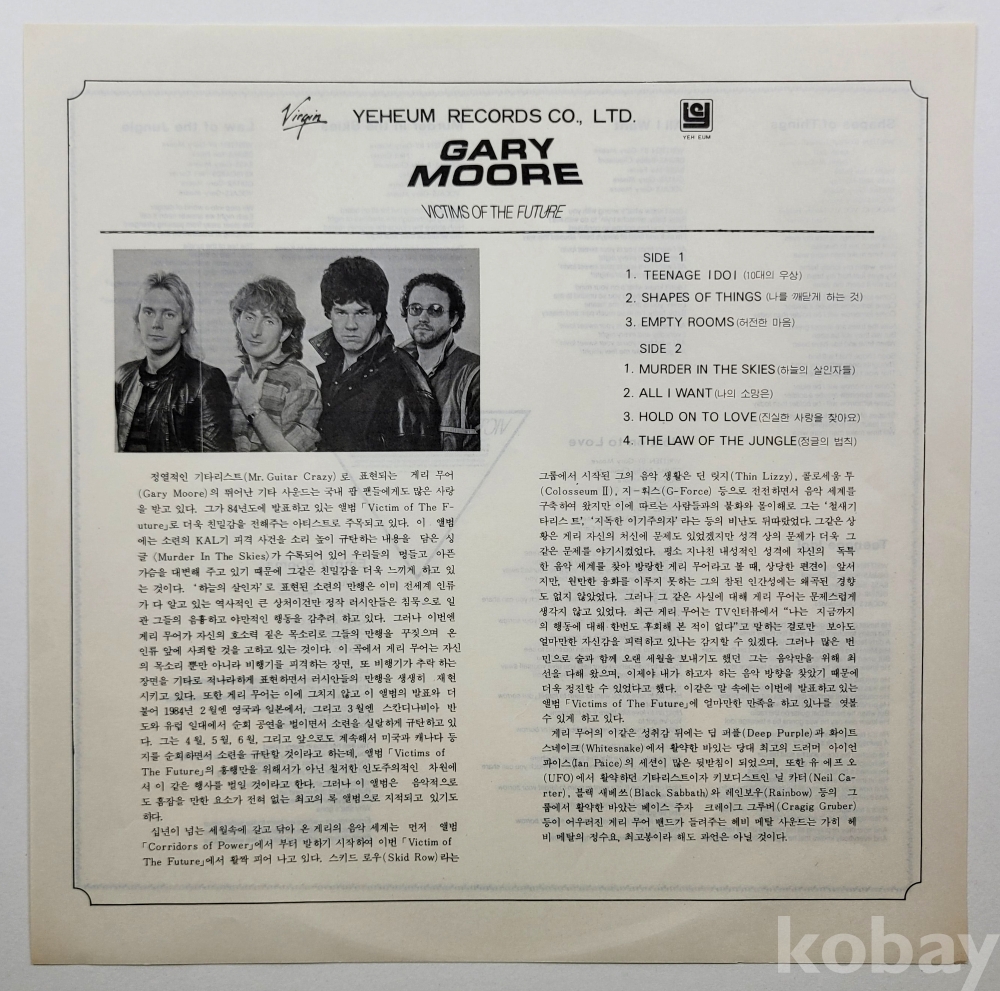 Virgin YEHEUM RECORDS CO., LTD.
YEH EUM
GARY
MOORE
VICTIMS OF THE FUTURE
SIDE 1
1. TEENAGE IDOI (10대의 우상)
2. SHAPES OF THINGS (나를 깨닫게 하는 것)
3. EMPTY ROOMS (허전한 마음)
SIDE 2
1. MURDER IN THE SKIES (하늘의 살인자들)
2. ALL I WANT (나의 소망은)
3. HOLD ON TO LOVE (진실한 사랑을 찾아요)
4. THE LAW OF THE JUNGLE (정글의 법칙)
정열적인 기타리스트(Mr. Guitar Crazy)로 표현되는 게리 무어
(Gary Moore)의 뛰어난 기타 사운드는 국내 팝 팬들에게도 많은 사랑
을 받고 있다. 그가 84년도에 발표하고 있는 앨범 「Victim of The F-
uture」로 더욱 친밀감을 전해주는 아티스트로 주목되고 있다. 이 앨범
에는 소련의 KAL기 피격 사건을 소리 높이 규탄하는 내용을 담은 싱
글 〈Murder In The Skies〉가 수록되어 있어 우리들의 멍들고 아픈
가슴을 대변해 주고 있기 때문에 그같은 친밀감을 더욱 느끼게 하고 있
는 것이다. ‘하늘의 살인자’로 표현된 소련의 만행은 이미 전세계 인류
가 다 알고 있는 역사적인 큰 상처이건만 정작 러시안들은 침묵으로 일
관 그들의 음흉하고 야만적인 행동을 감추려 하고 있다. 그러나 이번엔
게리 무어가 자신의 호소력 짙은 목소리로 그들의 만행을 꾸짖으며 온
인류 앞에 사죄할 것을 고하고 있는 것이다. 이 곡에서 게리 무어는 자신
의 목소리 뿐만 아니라 비행기를 피격하는 장면, 또 비행기가 추락 하는
장면을 기타로 적나라하게 표현하면서 러시안들의 만행을 생생히 재현
시키고 있다. 또한 게리 무어는 이에 그치지 않고 이 앨범의 발표와 더
불어 1984년 2월엔 영국과 일본에서, 그리고 3월엔 스칸디나비아 반
도와 유럽 일대에서 순회 공연을 벌이면서 소련을 실랄하게 규탄하고 있
다. 그는 4월, 5월, 6월, 그리고 앞으로도 계속해서 미국과 캐나다 등
지를 순회하면서 소련을 규탄할 것이라고 하는데, 앨범 「Victims of
The Future」의 흥행만을 위해서가 아닌 철저한 인도주의적인 차원에
서 이 같은 행사를 벌일 것이라고 한다. 그러나 이 앨범은 음악적으로
도 흠잡을 만한 요소가 전혀 없는 최고의 록 앨범으로 지적되고 있기도
하다.
십년이 넘는 세월속에 갈고 닦아 온 게리의 음악 세계는 먼저 앨범
「Corridors of Power」에서 부터 발하기 시작하여 이번 「Victim of
The Future」에서 활짝 피어 나고 있다. 스키드 로우(Skid Row)라는
그룹에서 시작된 그의 음악 생활은 딘 릿지(Thin Lizzy), 콜로세움 투
(Colosseum II), 지-휘스(G-Force) 등으로 전전하면서 음악 세계를
구축하여 왔지만 이에 따르는 사람들과의 불화와 몰이해로 그는 ‘철새기
타리스트’, ‘지독한 이기주의자’라는 등의 비난도 뒤따랐었다. 그같은 상
황은 게리 자신의 처신에 문제도 있었겠지만 성격 상의 문제가 더욱 그
같은 문제를 야기시켰었다. 평소 지나친 내성적인 성격에 자신의 독특
한 음악 세계를 찾아 방랑한 게리 무어라고 볼 때, 상당한 편견이 앞서
지만, 원만한 융화를 이루지 못하는 그의 참된 인간성에는 왜곡된 경향
도 없지 않았었다. 그러나 그 같은 사실에 대해 게리 무어는 문제스럽게
생각지 않고 있었다. 최근 게리 무어는 TV인터뷰에서 “나는 지금까지
의 행동에 대해 한번도 후회해 본 적이 없다”고 말하는 결로만 보아도
얼마만한 자신감을 피력하고 있나는 감지할 수 있겠다. 그러나 많은 번
민으로 술과 함께 오랜 세월을 보내기도 했던 그는 음악만을 위해 최
선을 다해 왔으며, 이제야 내가 하고자 하는 음악 방향을 찾았기 때문에
더욱 정진할 수 있었다고 했다. 이같은 말 속에는 이번에 발표하고 있는
앨범 「Victims of The Future」에 얼마만한 만족을 하고 있나를 엿볼
수 있게 하고 있다.
게리 무어의 이같은 성취감 뒤에는 딥 퍼플(Deep Purple)과 화이트
스네이크(Whitesnake)에서 활약한 바있는 당대 최고의 드러머 아이언
파이스(Ian Paice)의 세션이 많은 뒷받침이 되었으며, 또한 유 에프 오
(UFO)에서 활약하던 기타리스트이자 키보디스트인 닐 카터(Neil Ca-
rter), 블랙 새베쓰(Black Sabbath)와 레인보우(Rainbow) 등의 그
룹에서 활약한 바았는 베이스 주자 크레이그 그루버(Cragig Gruber)
등이 어우러진 게리 무어 밴드가 들려주는 헤비 메탈 사운드는 가히 헤
비 메탈의 정수요, 최고봉이라 해도 과언은 아닐 것이다.
kobay